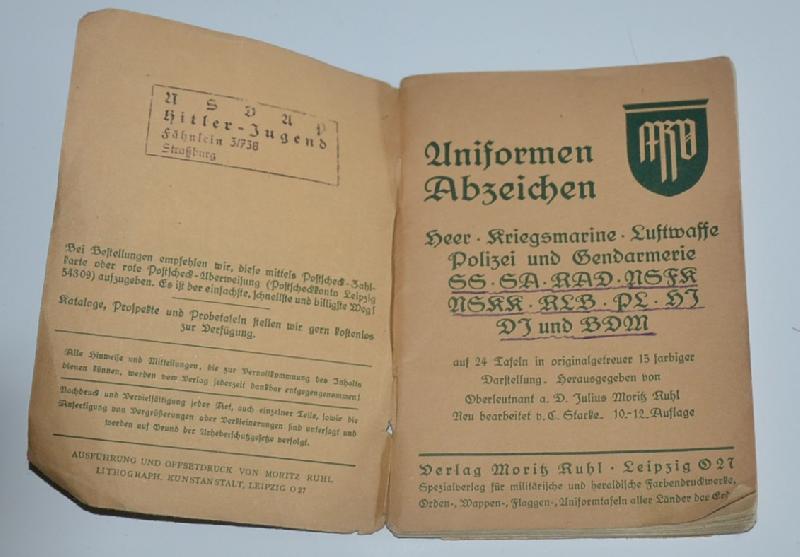 N S D A P
Hitler-Jugend
Fähnlein 3/738
Straßburg
Bei Bestellungen empfehlen wir, diese mittels Postscheck-Zahl-
karte oder rote Postscheck-Überweisung (Postscheckkonto Leipzig
54309) aufzugeben. Es ist der einfachste, schnellste und billigste Weg!
Kataloge, Prospekte und Probetafeln stellen wir gern kostenlos
zur Verfügung.
Alle Hinweise und Mitteilungen, die zur Vervollkommnung des Inhalts
dienen können, werden vom Verlag jederzeit dankbar entgegengenommen!
Nachdruck und Vervielfältigung jeder Art, auch einzelner Teile, sowie die
Anfertigung von Vergrößerungen oder Verkleinerungen sind untersagt und
werden auf Grund der Urheberschutzgesetze verfolgt.
AUSFÜHRUNG UND OFFSETDRUCK VON MORITZ RUHL
LITHOGRAPH. KUNSTANSTALT, LEIPZIG O 27
MRV
Uniformen
Abzeichen
Heer · Kriegsmarine · Luftwaffe
Polizei und Gendarmerie
SS · SA · RAD · NSFK
NSKK · RLB · PL · HJ
DJ und BDM
auf 24 Tafeln in originalgetreuer 13 farbiger
Darstellung. Herausgegeben von
Oberleutnant a. D. Julius Moritz Ruhl
Neu bearbeitet v. C. Starke. 10.-12. Auflage
Verlag Moritz Ruhl · Leipzig O 27
Spezialverlag für militärische und heraldische Farbendruckwerke,
Orden-, Wappen-, Flaggen-, Uniformtafeln aller Länder der